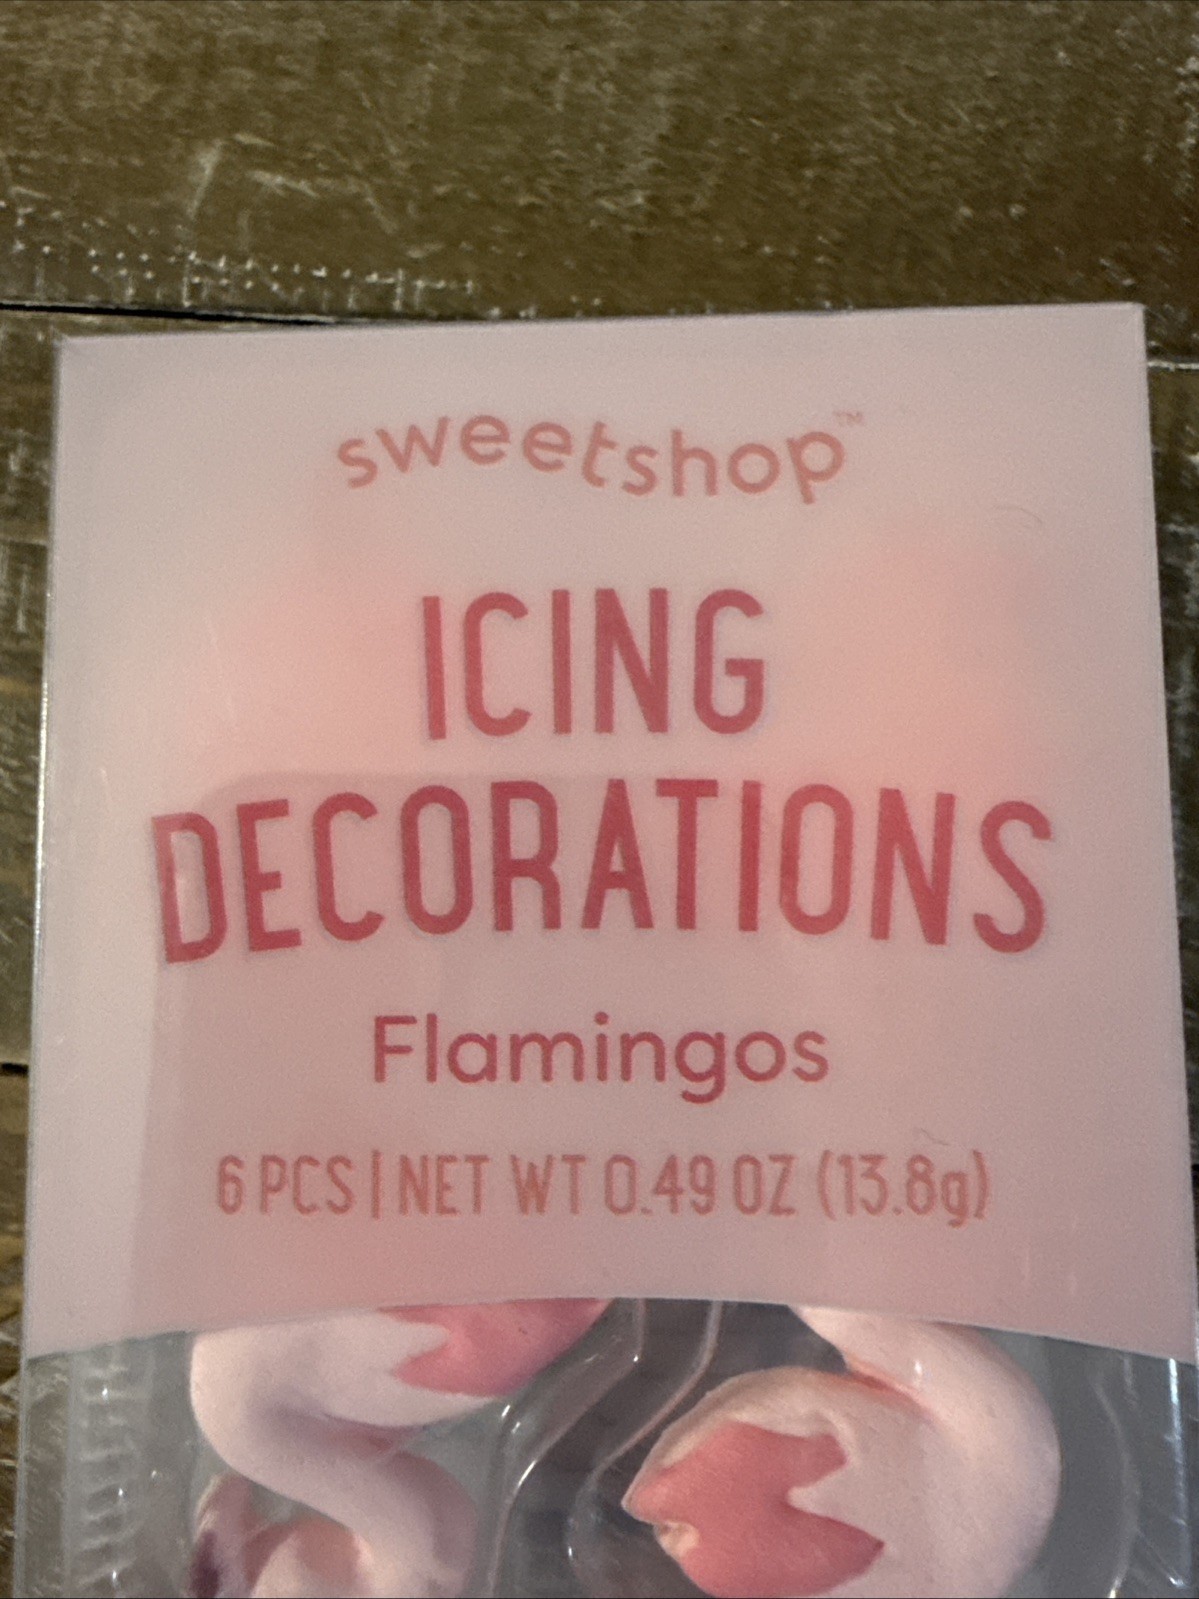 sweetshop™
ICING
DECORATIONS
Flamingos
6 PCS | NET WT 0.49 OZ (13.8g)